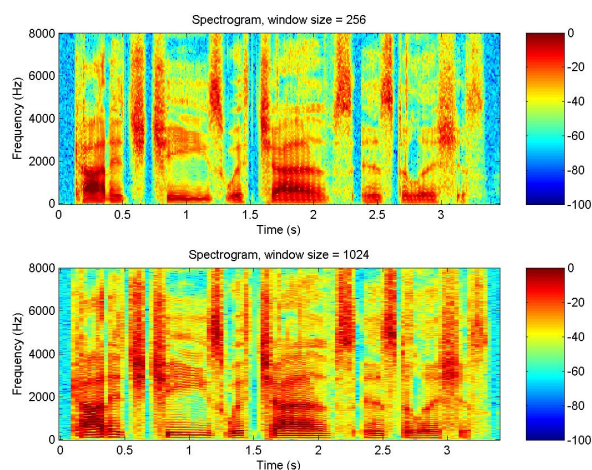 Spectrogram, window size = 256
8000
6000
4000
2000
0
Frequency (Hz)
0 0.5 1 1.5 2 2.5 3
Time (s)
0
-20
-40
-60
-80
-100
Spectrogram, window size = 1024
8000
6000
4000
2000
0
Frequency (Hz)
0 0.5 1 1.5 2 2.5 3
Time (s)
0
-20
-40
-60
-80
-100